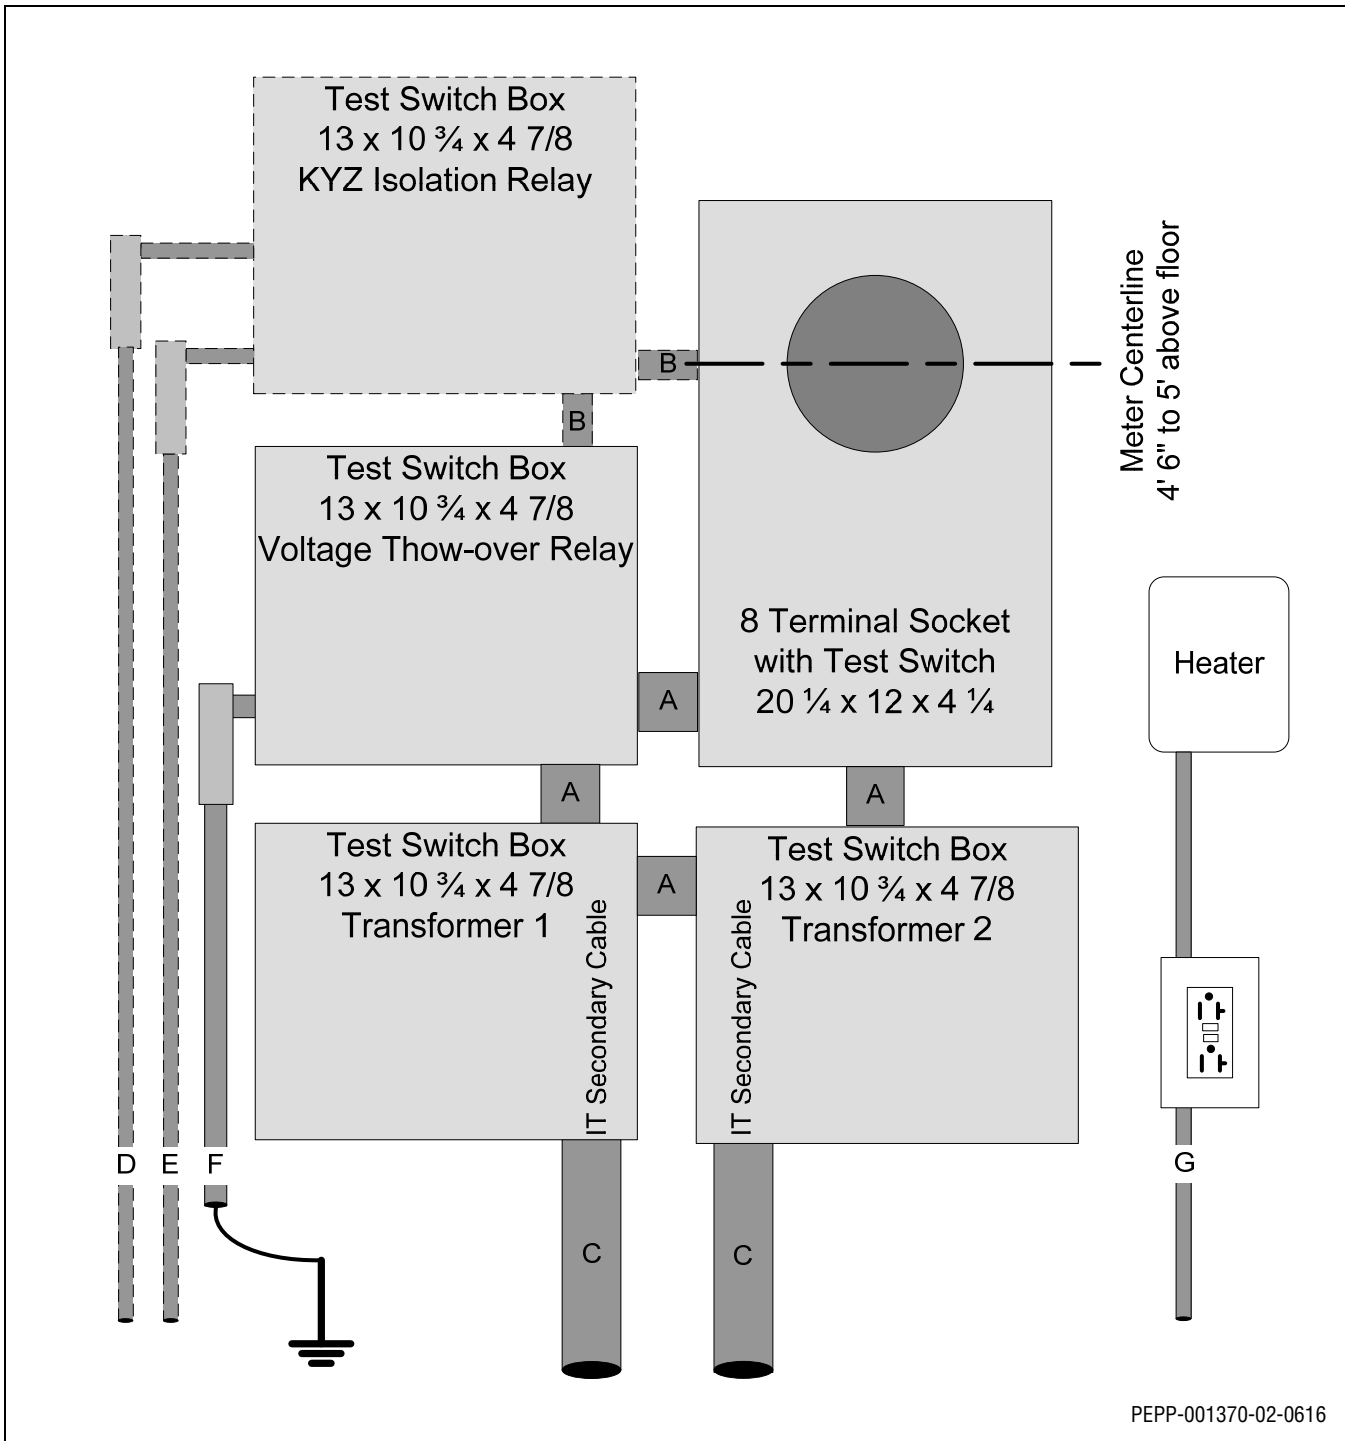 Test Switch Box
13 x 10 ¾ x 4 7/8
KYZ Isolation Relay
B
B
Meter Centerline
4' 6" to 5' above floor
Test Switch Box
13 x 10 ¾ x 4 7/8
Voltage Thow-over Relay
8 Terminal Socket
with Test Switch
20 ¼ x 12 x 4 ¼
Heater
A
A
A
Test Switch Box
13 x 10 ¾ x 4 7/8
Transformer 1
IT Secondary Cable
A
Test Switch Box
13 x 10 ¾ x 4 7/8
Transformer 2
IT Secondary Cable
D
E
F
G
C
C
PEPP-001370-02-0616